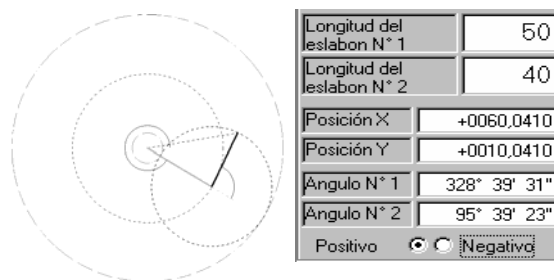 Longitud del
eslabon N° 1 50
Longitud del
eslabon N° 2 40
Posición X +0060,0410
Posición Y +0010,0410
Angulo N° 1 328° 39' 31"
Angulo N° 2 95° 39' 23"
Positivo Negativo